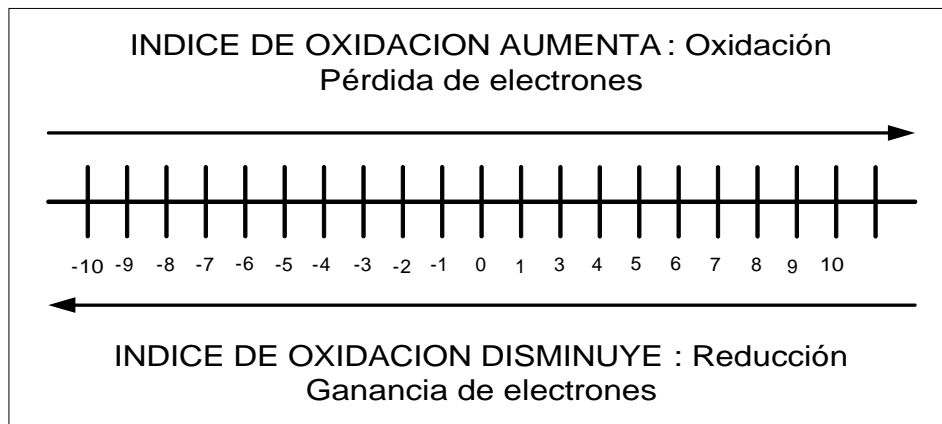 INDICE DE OXIDACION AUMENTA : Oxidación
Pérdida de electrones
-10 -9 -8 -7 -6 -5 -4 -3 -2 -1 0 1 3 4 5 6 7 8 9 10
INDICE DE OXIDACION DISMINUYE : Reducción
Ganancia de electrones